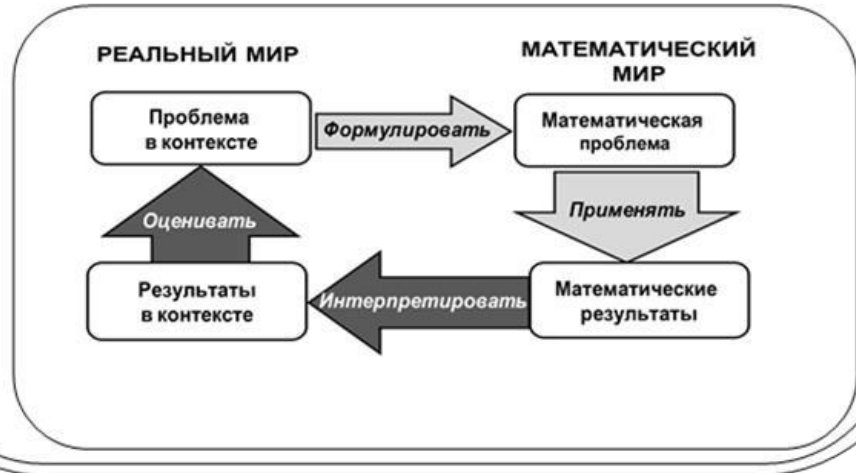 РЕАЛЬНЫЙ МИР
МАТЕМАТИЧЕСКИЙ
МИР
Проблема
в контексте
Формулировать
Математическая
проблема
Оценивать
Применять
Результаты
в контексте
Интерпретировать
Математические
результаты